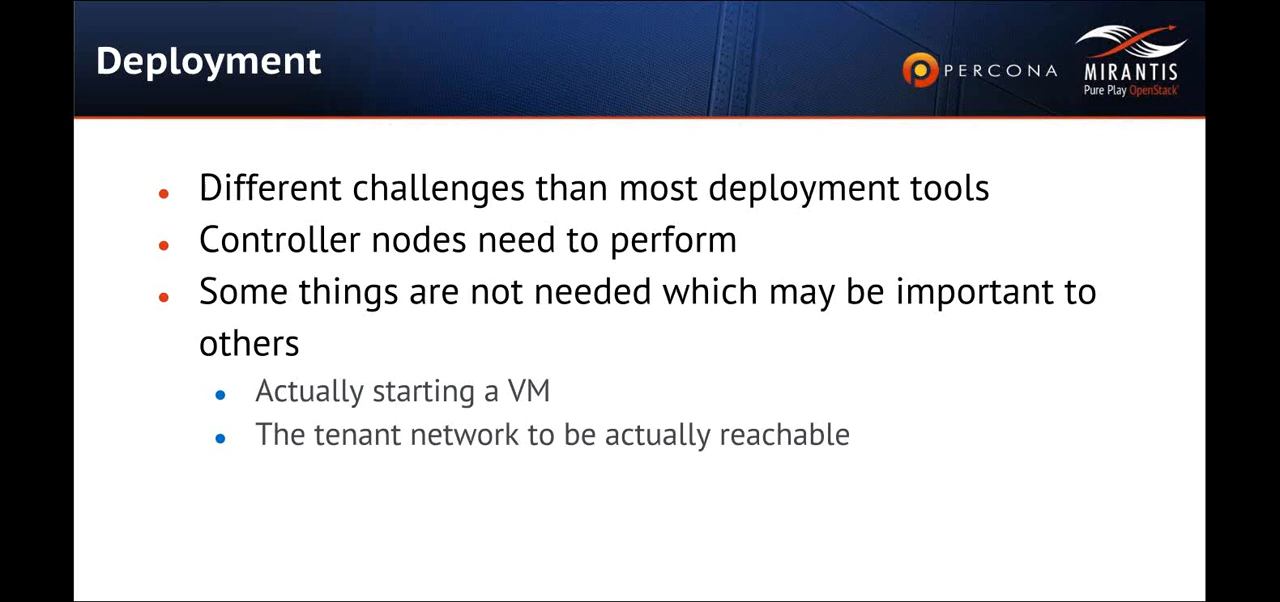 Deployment
PERCONA
MIRANTIS
Pure Play OpenStack
• Different challenges than most deployment tools
• Controller nodes need to perform
• Some things are not needed which may be important to
others
• Actually starting a VM
• The tenant network to be actually reachable